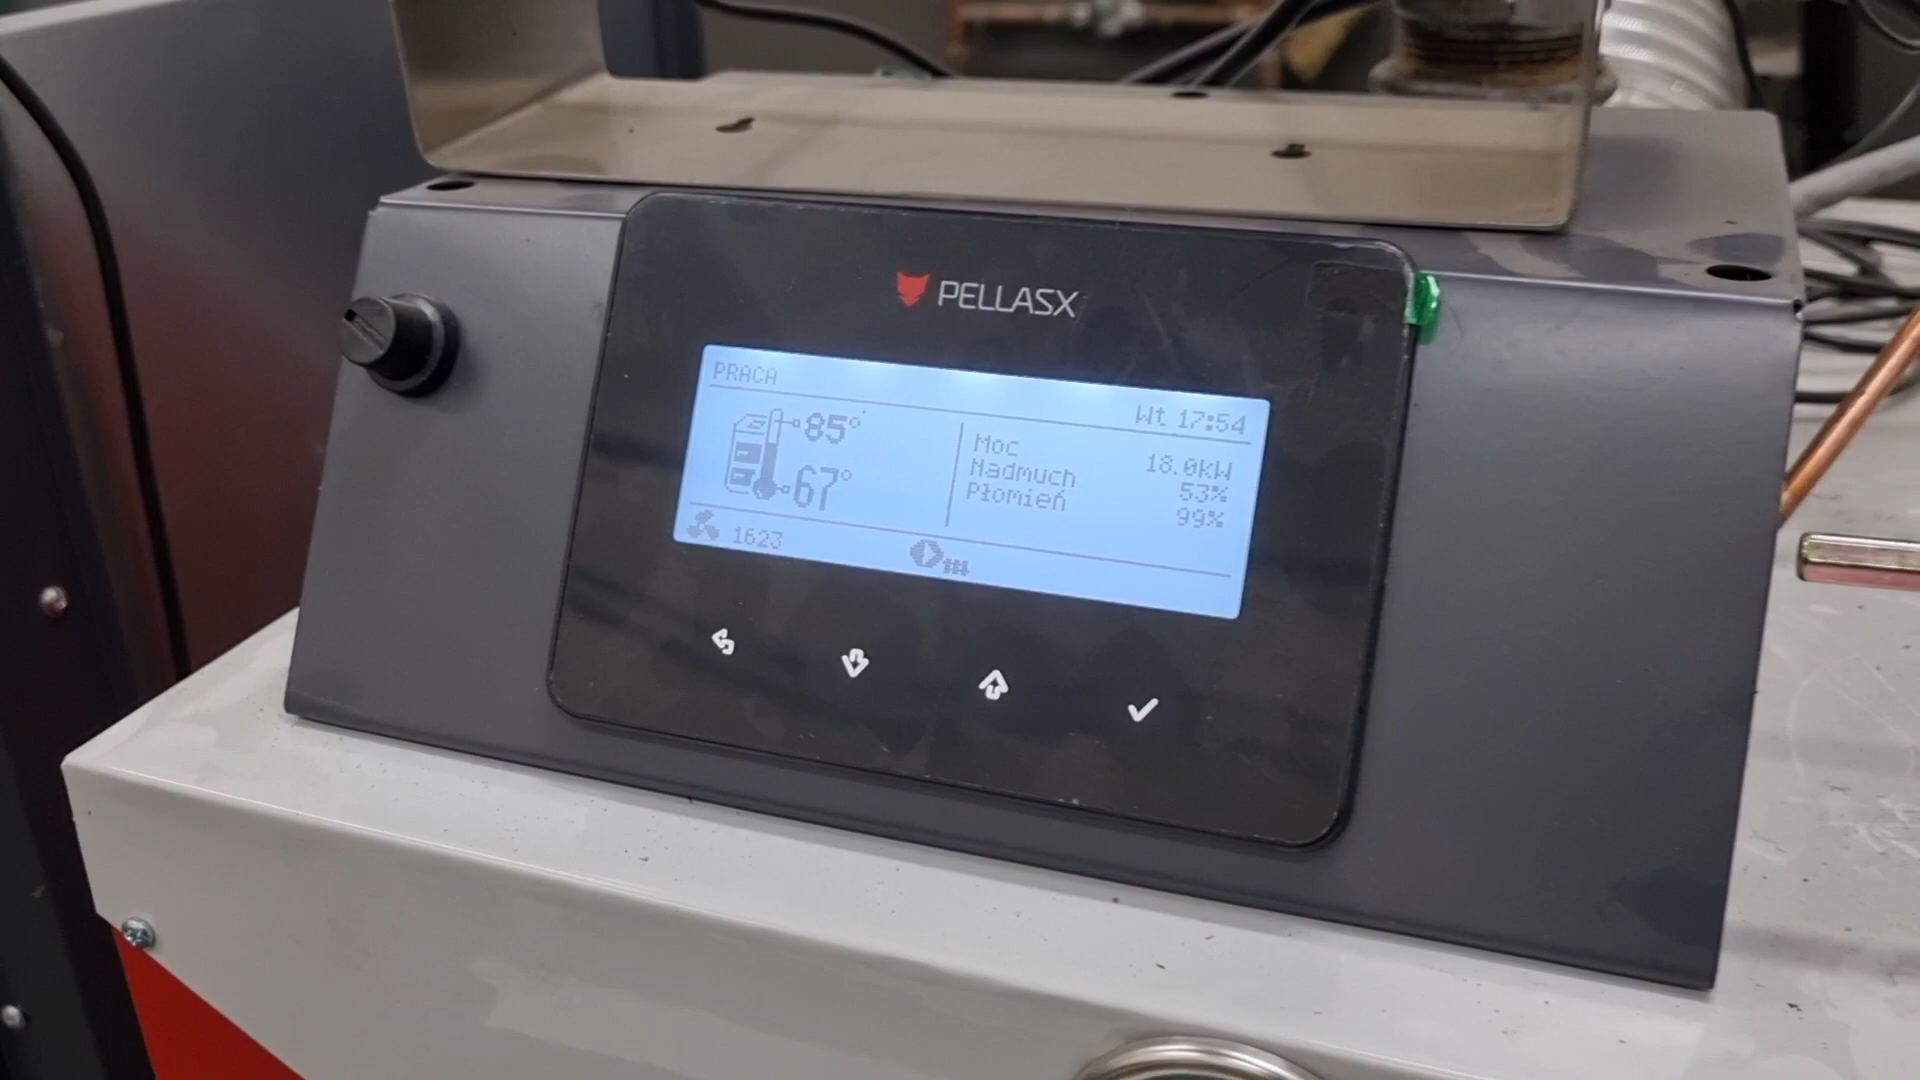 PELLASX
PRACA
Wt 17:54
85°
67°
Moc 18.0kW
Nadmuch 53%
Płomień 99%
1623